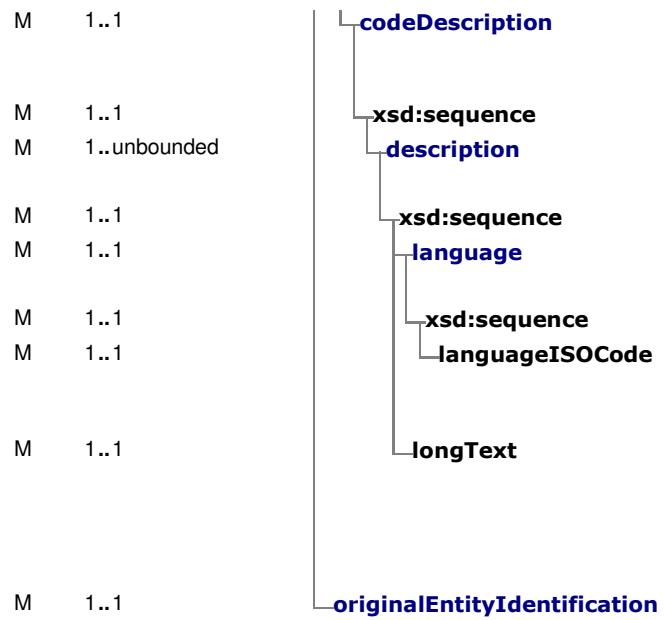 M 1..1 codeDescription
M 1..1 xsd:sequence
M 1..unbounded description
M 1..1 xsd:sequence
M 1..1 language
M 1..1 xsd:sequence
M 1..1 languageISOCode
M 1..1 longText
M 1..1 originalEntityIdentification